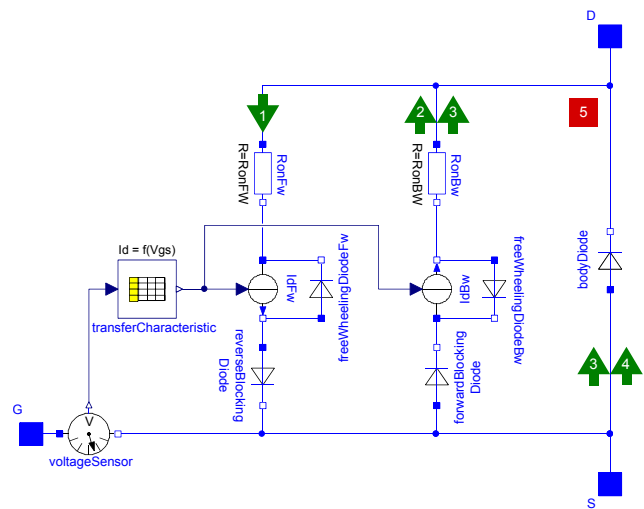 D
1
2
3
5
R=RonFW
RonFw
R=RonBW
RonBw
Id = f(Vgs)
transferCharacteristic
IdFw
freeWheelingDiodeFw
IdBw
freeWheelingDiodeBw
bodyDiode
reverseBlocking
Diode
forwardBlocking
Diode
3
4
G
V
voltageSensor
S